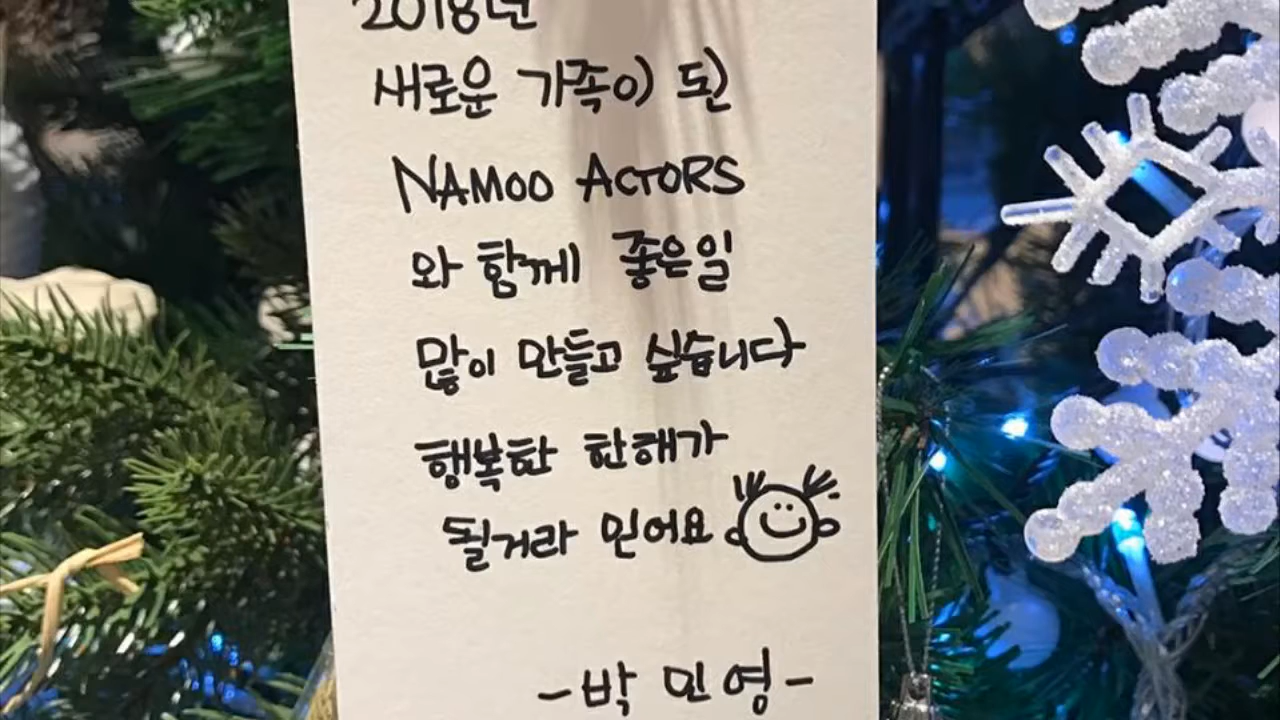 2018년
새로운 가족이 된
NAMOO ACTORS
와 함께 좋은일
많이 만들고 싶습니다
행복한 한해가
될거라 믿어요
-박민영-